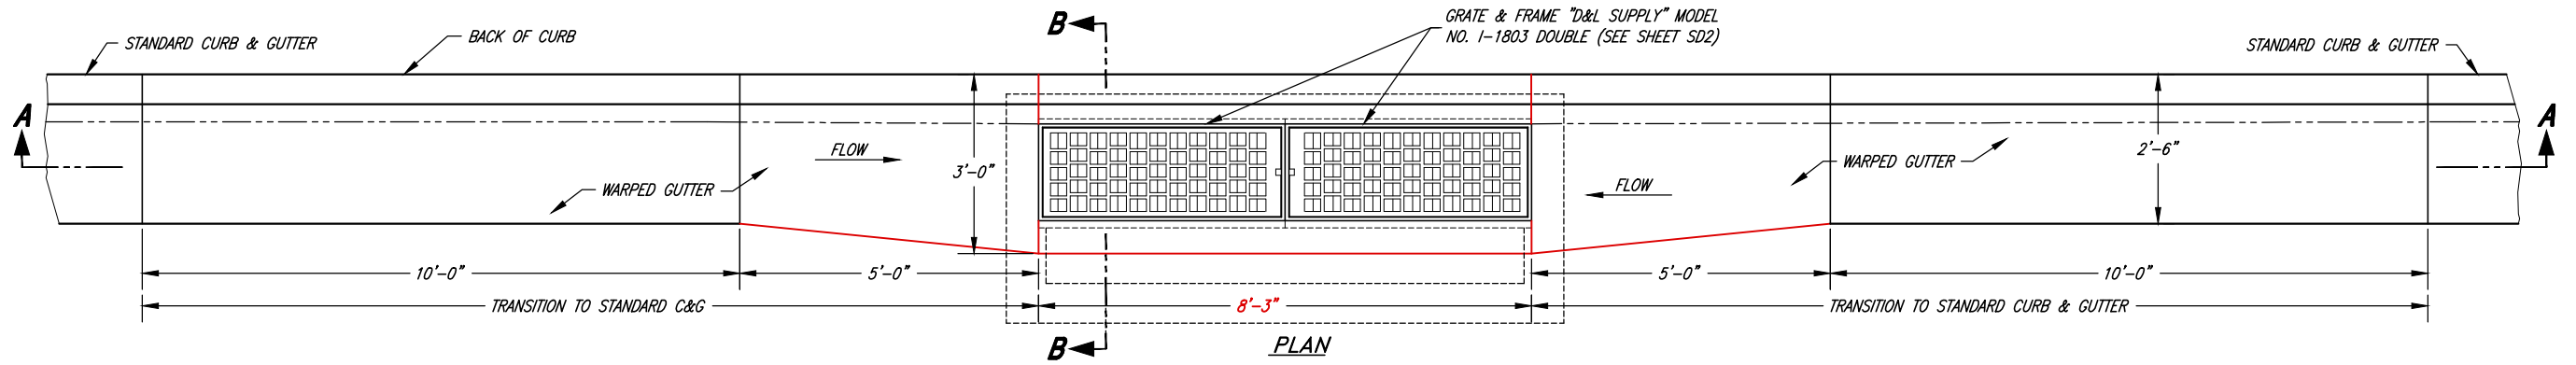 B
GRATE & FRAME "D&L SUPPLY" MODEL
NO. I-1803 DOUBLE (SEE SHEET SD2)
STANDARD CURB & GUTTER
BACK OF CURB
STANDARD CURB & GUTTER
A
A
FLOW
3'-0"
2'-6"
WARPED GUTTER
WARPED GUTTER
FLOW
10'-0"
5'-0"
5'-0"
10'-0"
TRANSITION TO STANDARD C&G
8'-3"
TRANSITION TO STANDARD CURB & GUTTER
B
PLAN